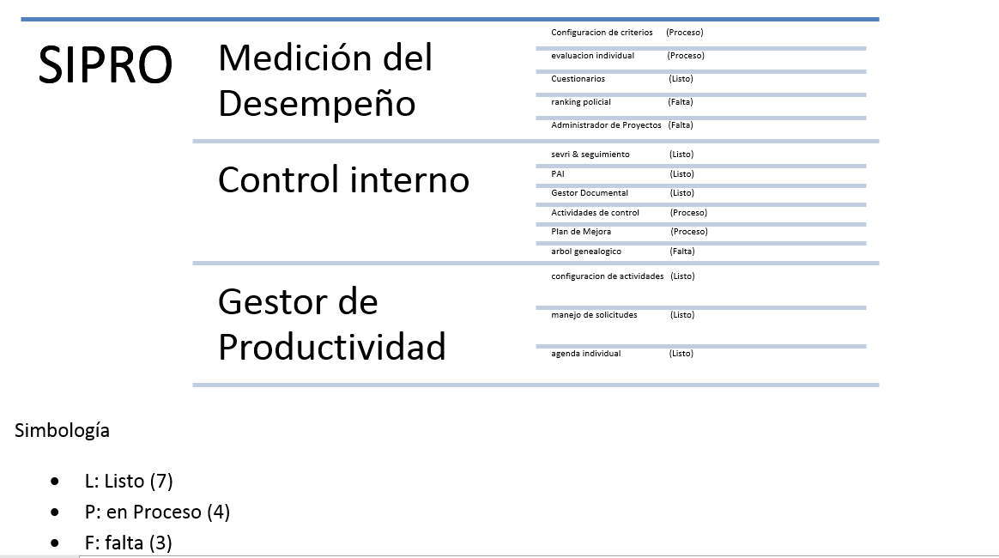 SIPRO
Medición del
Desempeño
Configuracion de criterios (Proceso)
evaluacion individual (Proceso)
Cuestionarios (Listo)
ranking policial (Falta)
Administrador de Proyectos (Falta)
Control interno
sevri & seguimiento (Listo)
PAI (Listo)
Gestor Documental (Listo)
Actividades de control (Proceso)
Plan de Mejora (Proceso)
arbol genealogico (Falta)
Gestor de
Productividad
configuracion de actividades (Listo)
manejo de solicitudes (Listo)
agenda individual (Listo)
Simbología
• L: Listo (7)
• P: en Proceso (4)
• F: falta (3)